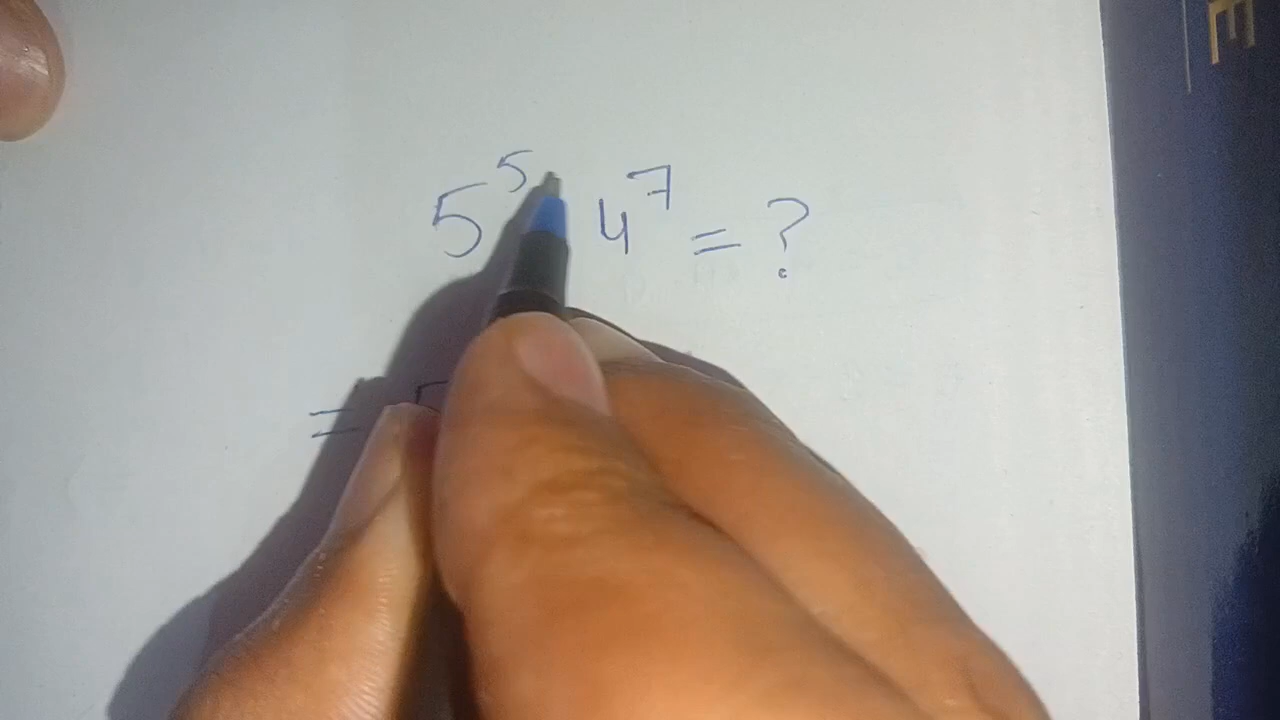 5⁵ 4⁷ = ?
=
E